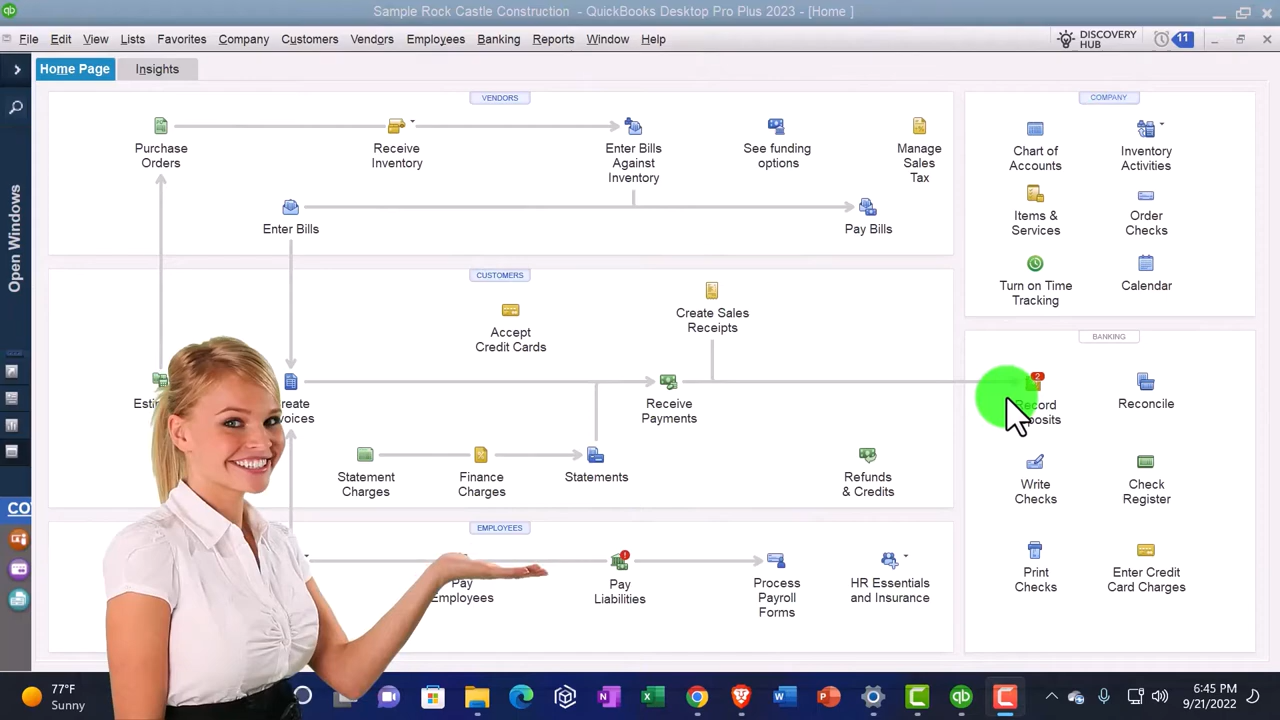 Sample Rock Castle Construction - QuickBooks Desktop Pro Plus 2023 - [Home ]
File Edit View Lists Favorites Company Customers Vendors Employees Banking Reports Window Help
DISCOVERY
HUB
11
Home Page
Insights
Open Windows
VENDORS
Purchase
Orders
Receive
Inventory
Enter Bills
Against
Inventory
See funding
options
Manage
Sales
Tax
Enter Bills
Pay Bills
CUSTOMERS
Create Sales
Receipts
Accept
Credit Cards
Receive
Payments
Statement
Charges
Finance
Charges
Statements
Refunds
& Credits
EMPLOYEES
Pay
Employees
Pay
Liabilities
Process
Payroll
Forms
HR Essentials
and Insurance
COMPANY
Chart of
Accounts
Inventory
Activities
Items &
Services
Order
Checks
Turn on Time
Tracking
Calendar
BANKING
2
Record
Reconcile
Write
Checks
Check
Register
Print
Checks
Enter Credit
Card Charges
77°F
Sunny
6:45 PM
9/21/2022